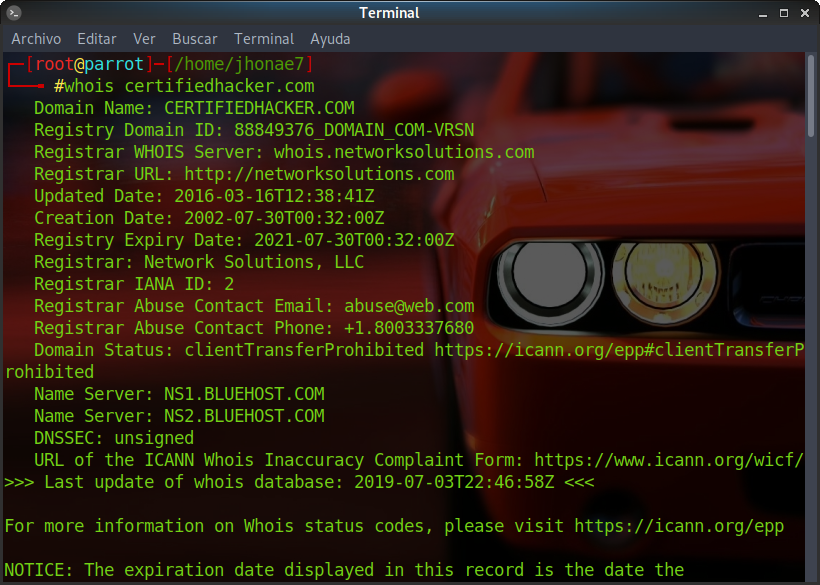 Terminal
Archivo Editar Ver Buscar Terminal Ayuda
[root@parrot]-[/home/jhonae7]
#whois certifiedhacker.com
Domain Name: CERTIFIEDHACKER.COM
Registry Domain ID: 88849376_DOMAIN_COM-VRSN
Registrar WHOIS Server: whois.networksolutions.com
Registrar URL: http://networksolutions.com
Updated Date: 2016-03-16T12:38:41Z
Creation Date: 2002-07-30T00:32:00Z
Registry Expiry Date: 2021-07-30T00:32:00Z
Registrar: Network Solutions, LLC
Registrar IANA ID: 2
Registrar Abuse Contact Email: abuse@web.com
Registrar Abuse Contact Phone: +1.8003337680
Domain Status: clientTransferProhibited https://icann.org/epp#clientTransferP
rohibited
Name Server: NS1.BLUEHOST.COM
Name Server: NS2.BLUEHOST.COM
DNSSEC: unsigned
URL of the ICANN Whois Inaccuracy Complaint Form: https://www.icann.org/wicf/
>>> Last update of whois database: 2019-07-03T22:46:58Z <<<
For more information on Whois status codes, please visit https://icann.org/epp
NOTICE: The expiration date displayed in this record is the date the